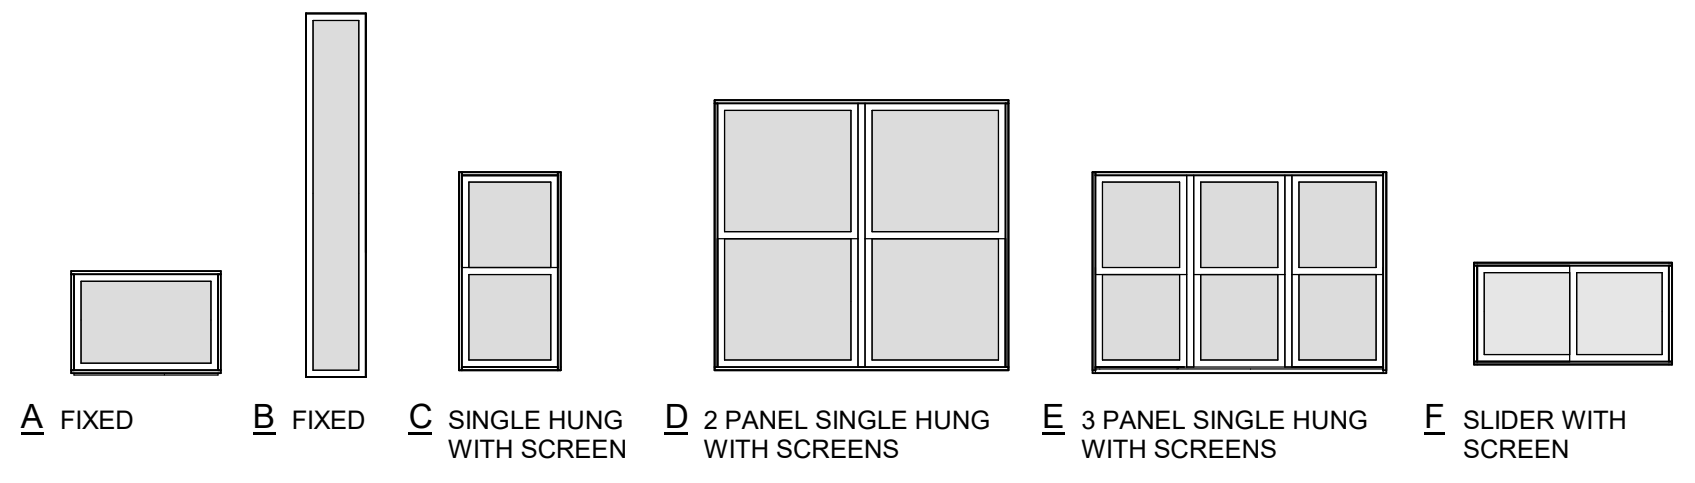 A FIXED
B FIXED
C SINGLE HUNG
WITH SCREEN
D 2 PANEL SINGLE HUNG
WITH SCREENS
E 3 PANEL SINGLE HUNG
WITH SCREENS
F SLIDER WITH
SCREEN